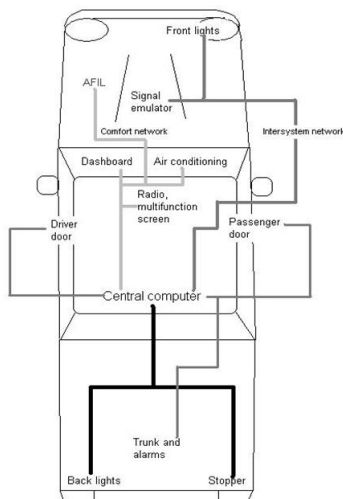 Front lights
AFIL
Signal
emulator
Comfort network
Intersystem network
Dashboard
Air conditioning
Radio,
multifunction
screen
Driver
door
Passenger
door
Central computer
Trunk and
alarms
Back lights
Stopper